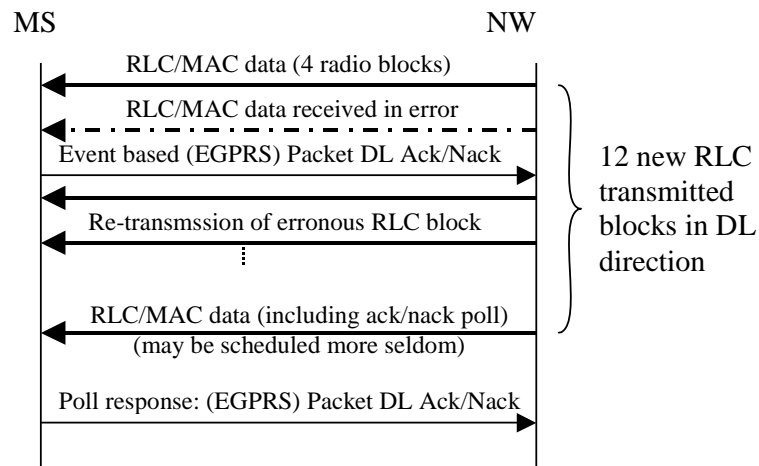 MS
NW
RLC/MAC data (4 radio blocks)
RLC/MAC data received in error
Event based (EGPRS) Packet DL Ack/Nack
Re-transmssion of erronous RLC block
RLC/MAC data (including ack/nack poll)
(may be scheduled more seldom)
Poll response: (EGPRS) Packet DL Ack/Nack
12 new RLC
transmitted
blocks in DL
direction